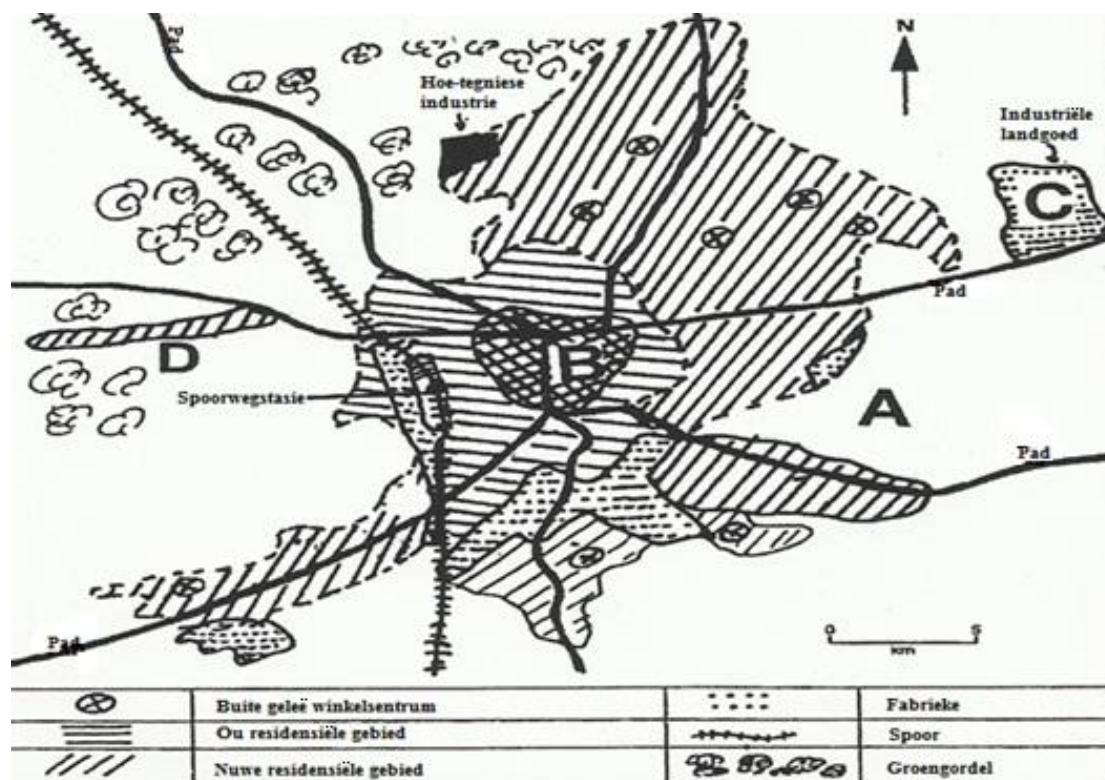 Pad
N
Hoe-tegniese
industrie
Industriële
landgoed
C
Pad
B
D
Spoorwegstasie
A
Pad
Pad
0 5
km
Buite geleë winkelsentrum
Fabrieke
Ou residensiële gebied
Spoor
Nuwe residensiële gebied
Groengordel